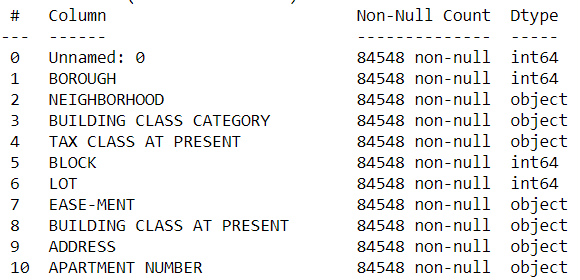 #   Column                          Non-Null Count  Dtype
---  ------                          --------------  -----
 0   Unnamed: 0                      84548 non-null  int64
 1   BOROUGH                         84548 non-null  int64
 2   NEIGHBORHOOD                    84548 non-null  object
 3   BUILDING CLASS CATEGORY         84548 non-null  object
 4   TAX CLASS AT PRESENT            84548 non-null  object
 5   BLOCK                           84548 non-null  int64
 6   LOT                             84548 non-null  int64
 7   EASE-MENT                       84548 non-null  object
 8   BUILDING CLASS AT PRESENT       84548 non-null  object
 9   ADDRESS                         84548 non-null  object
 10  APARTMENT NUMBER                84548 non-null  object